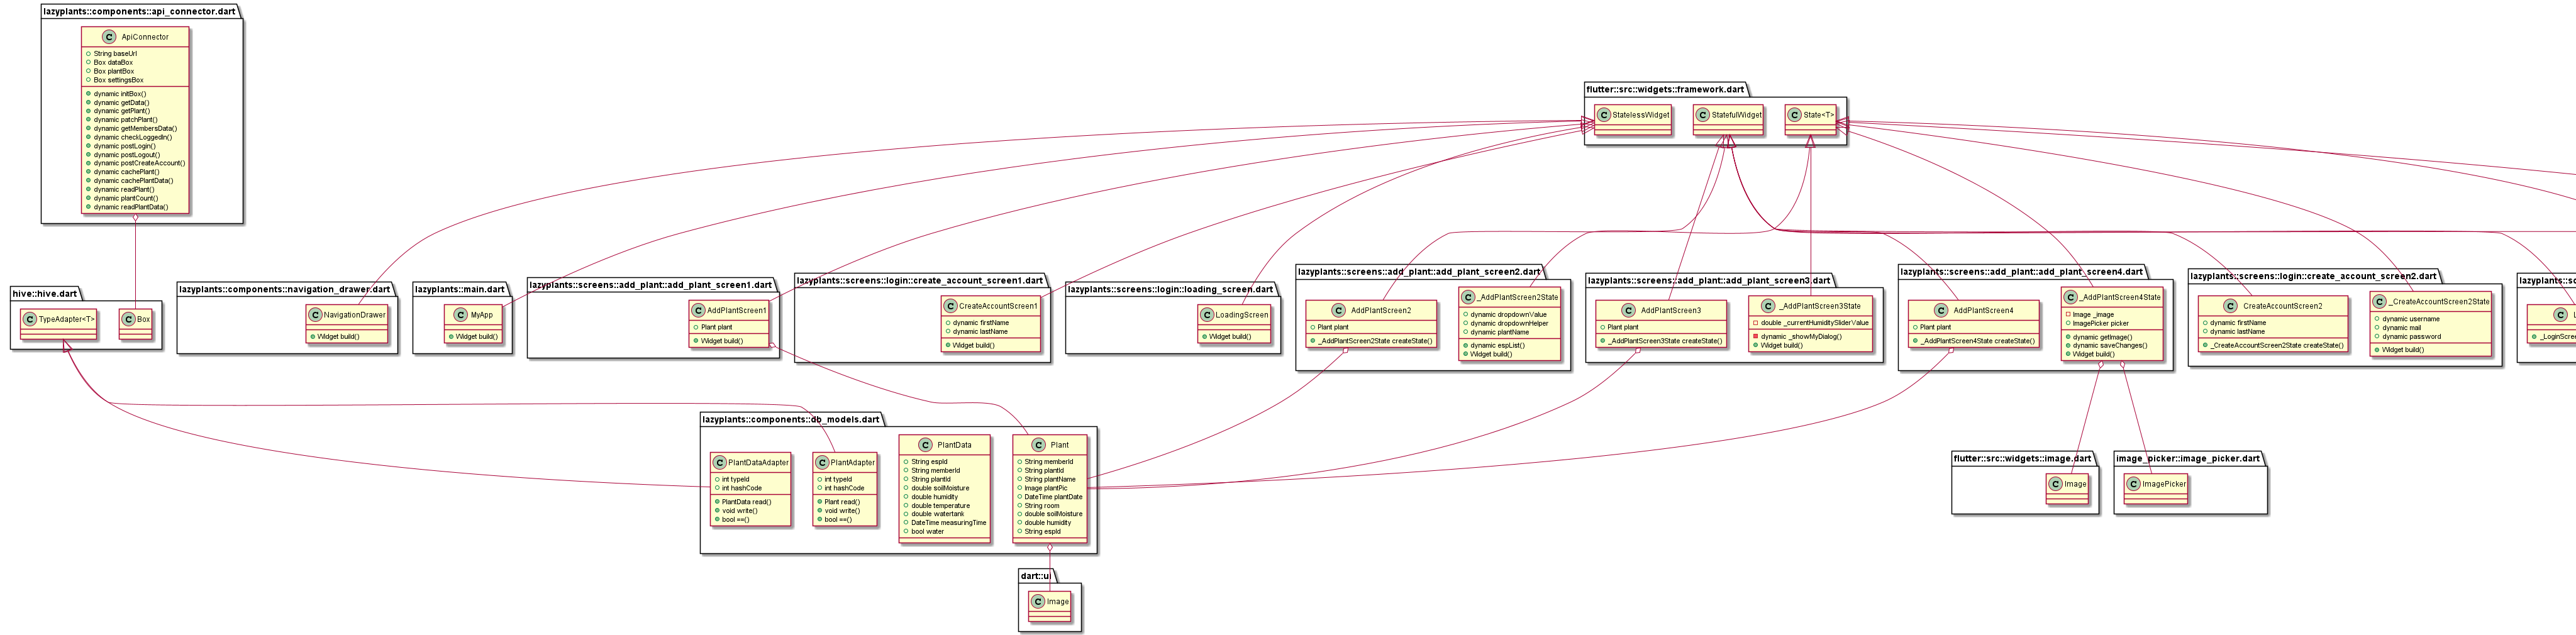 lazyplants::components::api_connector.dart
C ApiConnector
String baseUrl
Box dataBox
Box plantBox
Box settingsBox
dynamic initBox()
dynamic getData()
dynamic getPlant()
dynamic patchPlant()
dynamic getMembersData()
dynamic checkLoggedIn()
dynamic postLogin()
dynamic postLogout()
dynamic postCreateAccount()
dynamic cachePlant()
dynamic cachePlantData()
dynamic readPlant()
dynamic plantCount()
dynamic readPlantData()
flutter::src::widgets::framework.dart
C StatelessWidget
C StatefulWidget
C State<T>
hive::hive.dart
C TypeAdapter<T>
C Box
lazyplants::components::navigation_drawer.dart
C NavigationDrawer
Widget build()
lazyplants::main.dart
C MyApp
Widget build()
lazyplants::screens::add_plant::add_plant_screen1.dart
C AddPlantScreen1
Plant plant
Widget build()
lazyplants::screens::login::create_account_screen1.dart
C CreateAccountScreen1
dynamic firstName
dynamic lastName
Widget build()
lazyplants::screens::login::loading_screen.dart
C LoadingScreen
Widget build()
lazyplants::screens::add_plant::add_plant_screen2.dart
C AddPlantScreen2
Plant plant
_AddPlantScreen2State createState()
C _AddPlantScreen2State
dynamic dropdownValue
dynamic dropdownHelper
dynamic plantName
dynamic espList()
Widget build()
lazyplants::screens::add_plant::add_plant_screen3.dart
C AddPlantScreen3
Plant plant
_AddPlantScreen3State createState()
C _AddPlantScreen3State
double _currentHumiditySliderValue
dynamic _showMyDialog()
Widget build()
lazyplants::screens::add_plant::add_plant_screen4.dart
C AddPlantScreen4
Plant plant
_AddPlantScreen4State createState()
C _AddPlantScreen4State
Image _image
ImagePicker picker
dynamic getImage()
dynamic saveChanges()
Widget build()
lazyplants::screens::login::create_account_screen2.dart
C CreateAccountScreen2
dynamic firstName
dynamic lastName
_CreateAccountScreen2State createState()
C _CreateAccountScreen2State
dynamic username
dynamic mail
dynamic password
Widget build()
lazyplants::sc
C L
_LoginScre
lazyplants::components::db_models.dart
C PlantDataAdapter
int typeId
int hashCode
PlantData read()
void write()
bool ==()
C PlantAdapter
int typeId
int hashCode
Plant read()
void write()
bool ==()
C PlantData
String espId
String memberId
String plantId
double soilMoisture
double humidity
double temperature
double watertank
DateTime measuringTime
bool water
C Plant
String memberId
String plantId
String plantName
Image plantPic
DateTime plantDate
String room
double soilMoisture
double humidity
String espId
flutter::src::widgets::image.dart
C Image
image_picker::image_picker.dart
C ImagePicker
dart::ui
C Image